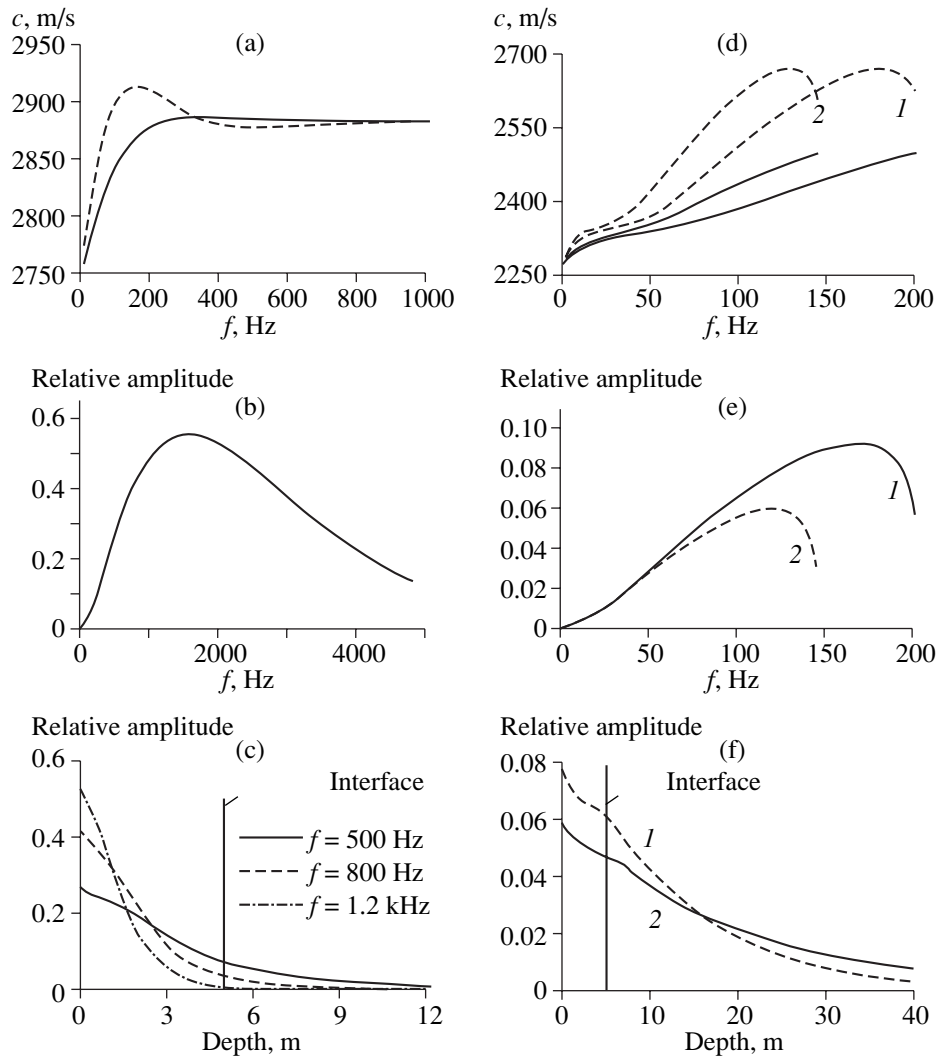 c, m/s
(a)
2950
2900
2850
2800
2750
0 200 400 600 800 1000
f, Hz
c, m/s
(d)
2700
2550
2400
2250
2
1
0 50 100 150 200
f, Hz
Relative amplitude
(b)
0.6
0.4
0.2
0
0 2000 4000
f, Hz
Relative amplitude
(e)
0.10
0.08
0.06
0.04
0.02
0
1
2
0 50 100 150 200
f, Hz
Relative amplitude
(c)
0.6
0.4
0.2
0
Interface
f = 500 Hz
f = 800 Hz
f = 1.2 kHz
0 3 6 9 12
Depth, m
Relative amplitude
(f)
0.08
0.06
0.04
0.02
0
Interface
1
2
0 10 20 30 40
Depth, m